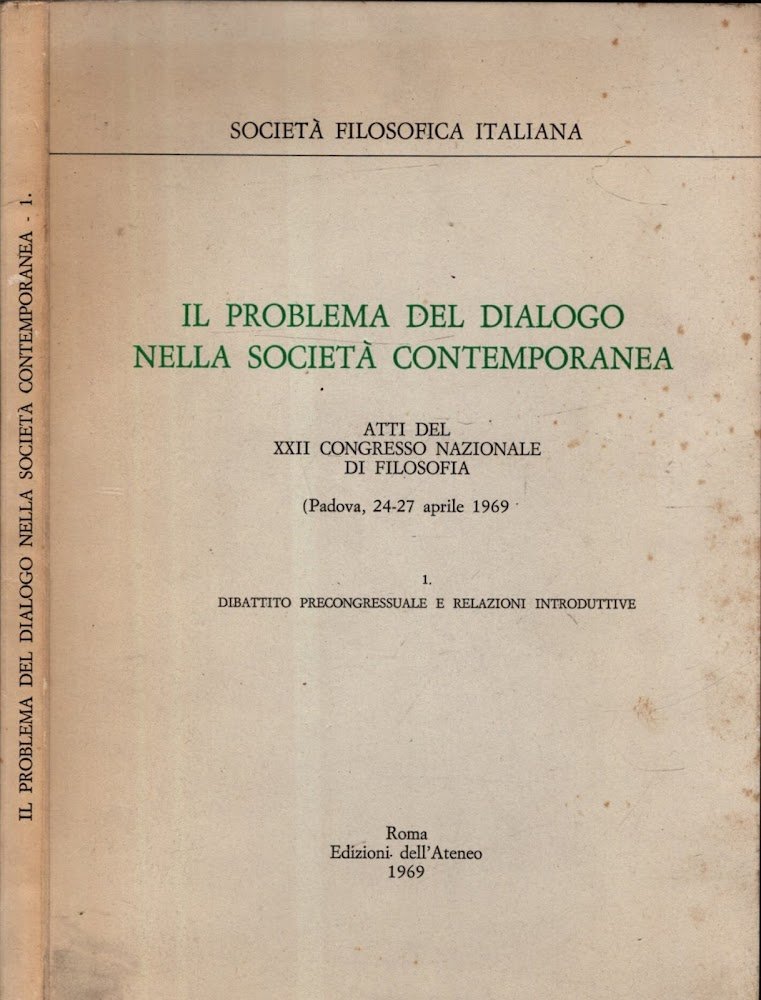 IL PROBLEMA DEL DIALOGO NELLA SOCIETÀ CONTEMPORANEA - 1.
SOCIETÀ FILOSOFICA ITALIANA
IL PROBLEMA DEL DIALOGO
NELLA SOCIETÀ CONTEMPORANEA
ATTI DEL
XXII CONGRESSO NAZIONALE
DI FILOSOFIA
(Padova, 24-27 aprile 1969
1.
DIBATTITO PRECONGRESSUALE E RELAZIONI INTRODUTTIVE
Roma
Edizioni dell'Ateneo
1969